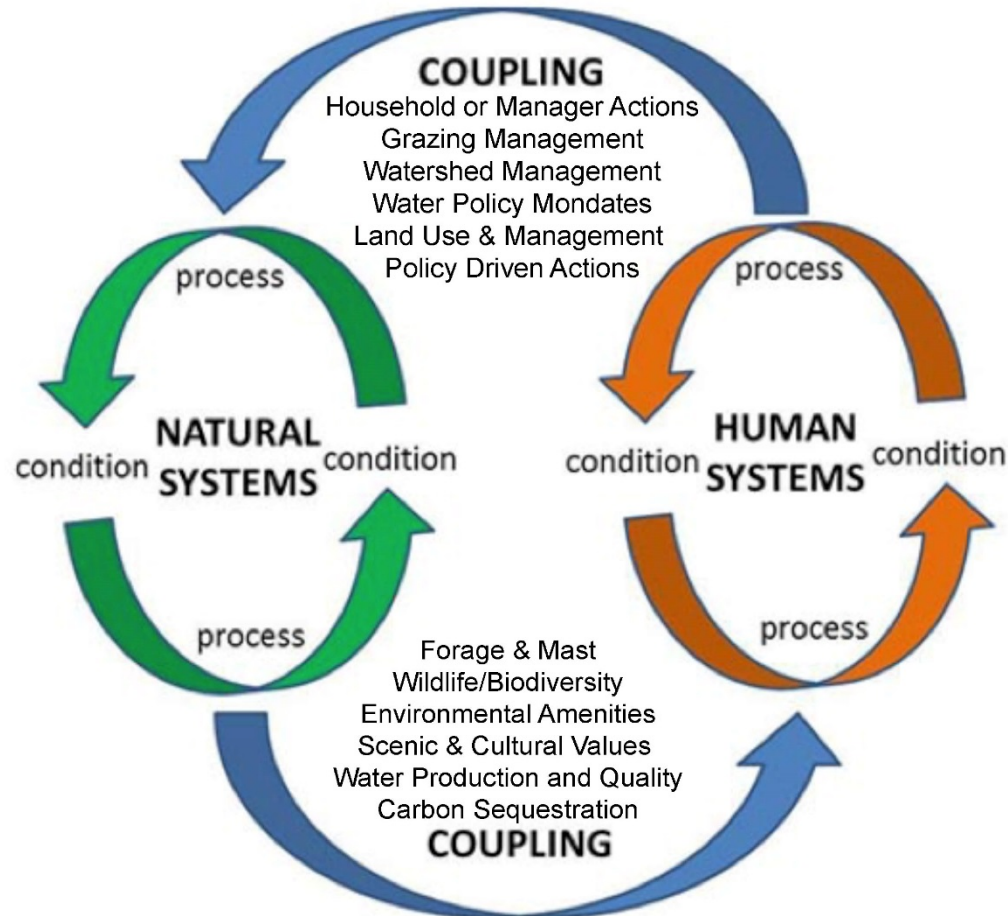 COUPLING
Household or Manager Actions
Grazing Management
Watershed Management
Water Policy Mondates
Land Use & Management
Policy Driven Actions
process
process
NATURAL
SYSTEMS
condition
condition
HUMAN
SYSTEMS
condition
condition
process
process
Forage & Mast
Wildlife/Biodiversity
Environmental Amenities
Scenic & Cultural Values
Water Production and Quality
Carbon Sequestration
COUPLING